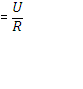 = U/R